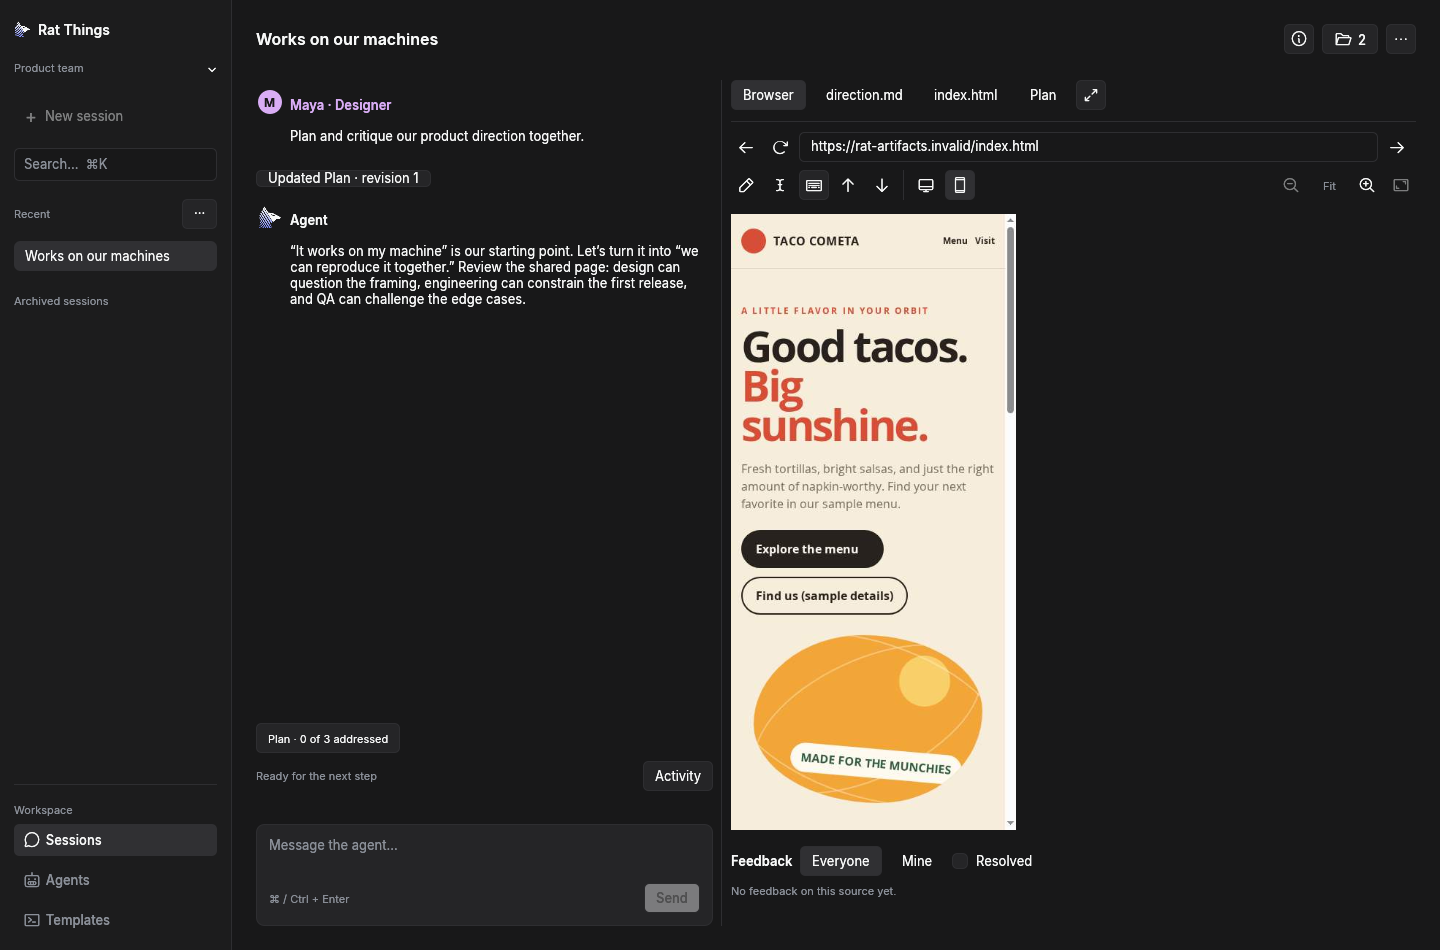 Rat Things
Product team
+ New session
Search... ⌘K
Recent
...
Works on our machines
Archived sessions
Workspace
Sessions
Agents
Templates
Works on our machines
2
...
M
Maya · Designer
Plan and critique our product direction together.
Updated Plan · revision 1
Agent
“It works on my machine” is our starting point. Let’s turn it into “we
can reproduce it together.” Review the shared page: design can
question the framing, engineering can constrain the first release,
and QA can challenge the edge cases.
Plan · 0 of 3 addressed
Ready for the next step
Activity
Message the agent...
⌘ / Ctrl + Enter
Send
Browser
direction.md
index.html
Plan
https://rat-artifacts.invalid/index.html
Fit
TACO COMETA
Menu Visit
A LITTLE FLAVOR IN YOUR ORBIT
Good tacos.
Big
sunshine.
Fresh tortillas, bright salsas, and just the right
amount of napkin-worthy. Find your next
favorite in our sample menu.
Explore the menu
Find us (sample details)
MADE FOR THE MUNCHIES
Feedback
Everyone
Mine
Resolved
No feedback on this source yet.